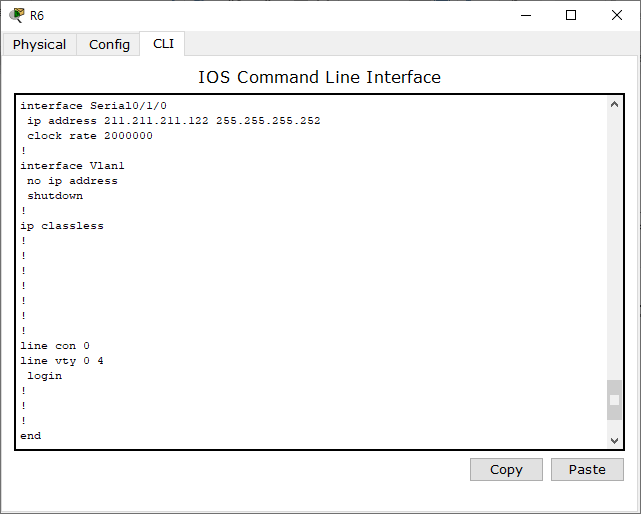 R6
Physical Config CLI
IOS Command Line Interface
interface Serial0/1/0
 ip address 211.211.211.122 255.255.255.252
 clock rate 2000000
!
interface Vlan1
 no ip address
 shutdown
!
ip classless
!
!
!
!
!
!
!
line con 0
line vty 0 4
 login
!
!
!
end
Copy Paste